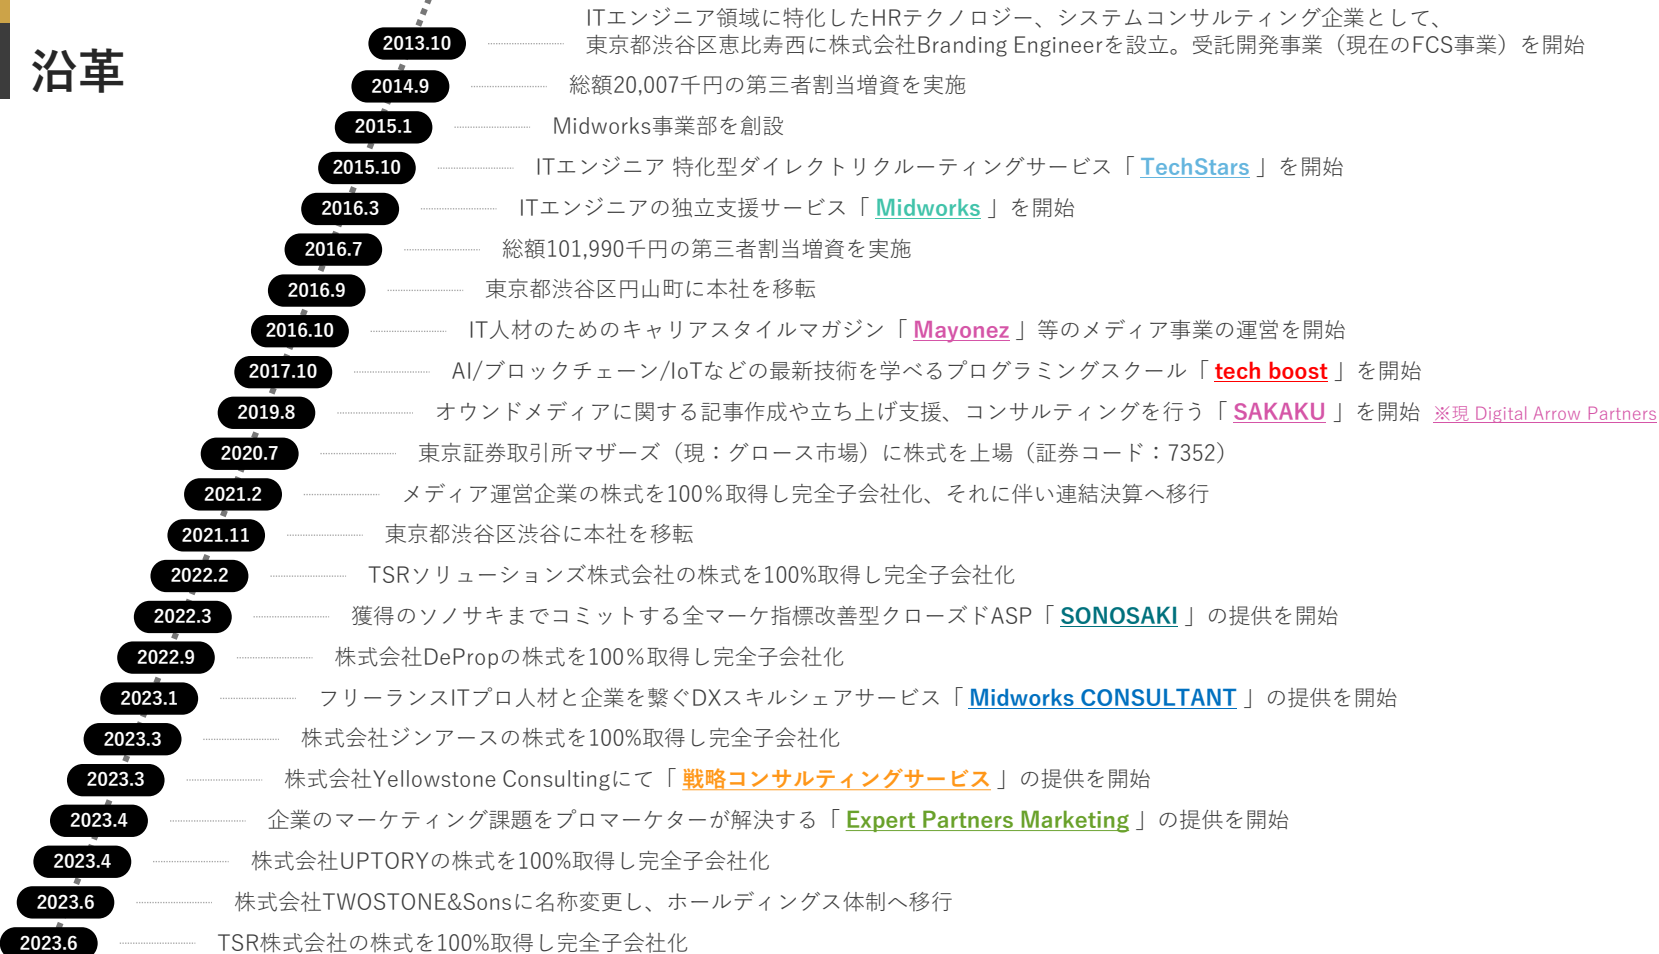 沿革
2013.10 ITエンジニア領域に特化したHRテクノロジー、システムコンサルティング企業として、
東京都渋谷区恵比寿西に株式会社Branding Engineerを設立。受託開発事業（現在のFCS事業）を開始
2014.9 総額20,007千円の第三者割当増資を実施
2015.1 Midworks事業部を創設
2015.10 ITエンジニア 特化型ダイレクトリクルーティングサービス「 TechStars 」を開始
2016.3 ITエンジニアの独立支援サービス「 Midworks 」を開始
2016.7 総額101,990千円の第三者割当増資を実施
2016.9 東京都渋谷区円山町に本社を移転
2016.10 IT人材のためのキャリアスタイルマガジン「 Mayonez 」等のメディア事業の運営を開始
2017.10 AI/ブロックチェーン/IoTなどの最新技術を学べるプログラミングスクール「 tech boost 」を開始
2019.8 オウンドメディアに関する記事作成や立ち上げ支援、コンサルティングを行う「 SAKAKU 」を開始 ※現 Digital Arrow Partners
2020.7 東京証券取引所マザーズ（現：グロース市場）に株式を上場（証券コード：7352）
2021.2 メディア運営企業の株式を100％取得し完全子会社化、それに伴い連結決算へ移行
2021.11 東京都渋谷区渋谷に本社を移転
2022.2 TSRソリューションズ株式会社の株式を100%取得し完全子会社化
2022.3 獲得のソノサキまでコミットする全マーケ指標改善型クローズドASP「 SONOSAKI 」の提供を開始
2022.9 株式会社DePropの株式を100％取得し完全子会社化
2023.1 フリーランスITプロ人材と企業を繋ぐDXスキルシェアサービス「 Midworks CONSULTANT 」の提供を開始
2023.3 株式会社ジンアースの株式を100%取得し完全子会社化
2023.3 株式会社Yellowstone Consultingにて「 戦略コンサルティングサービス 」の提供を開始
2023.4 企業のマーケティング課題をプロマーケターが解決する「 Expert Partners Marketing 」の提供を開始
2023.4 株式会社UPTORYの株式を100%取得し完全子会社化
2023.6 株式会社TWOSTONE&Sonsに名称変更し、ホールディングス体制へ移行
2023.6 TSR株式会社の株式を100%取得し完全子会社化